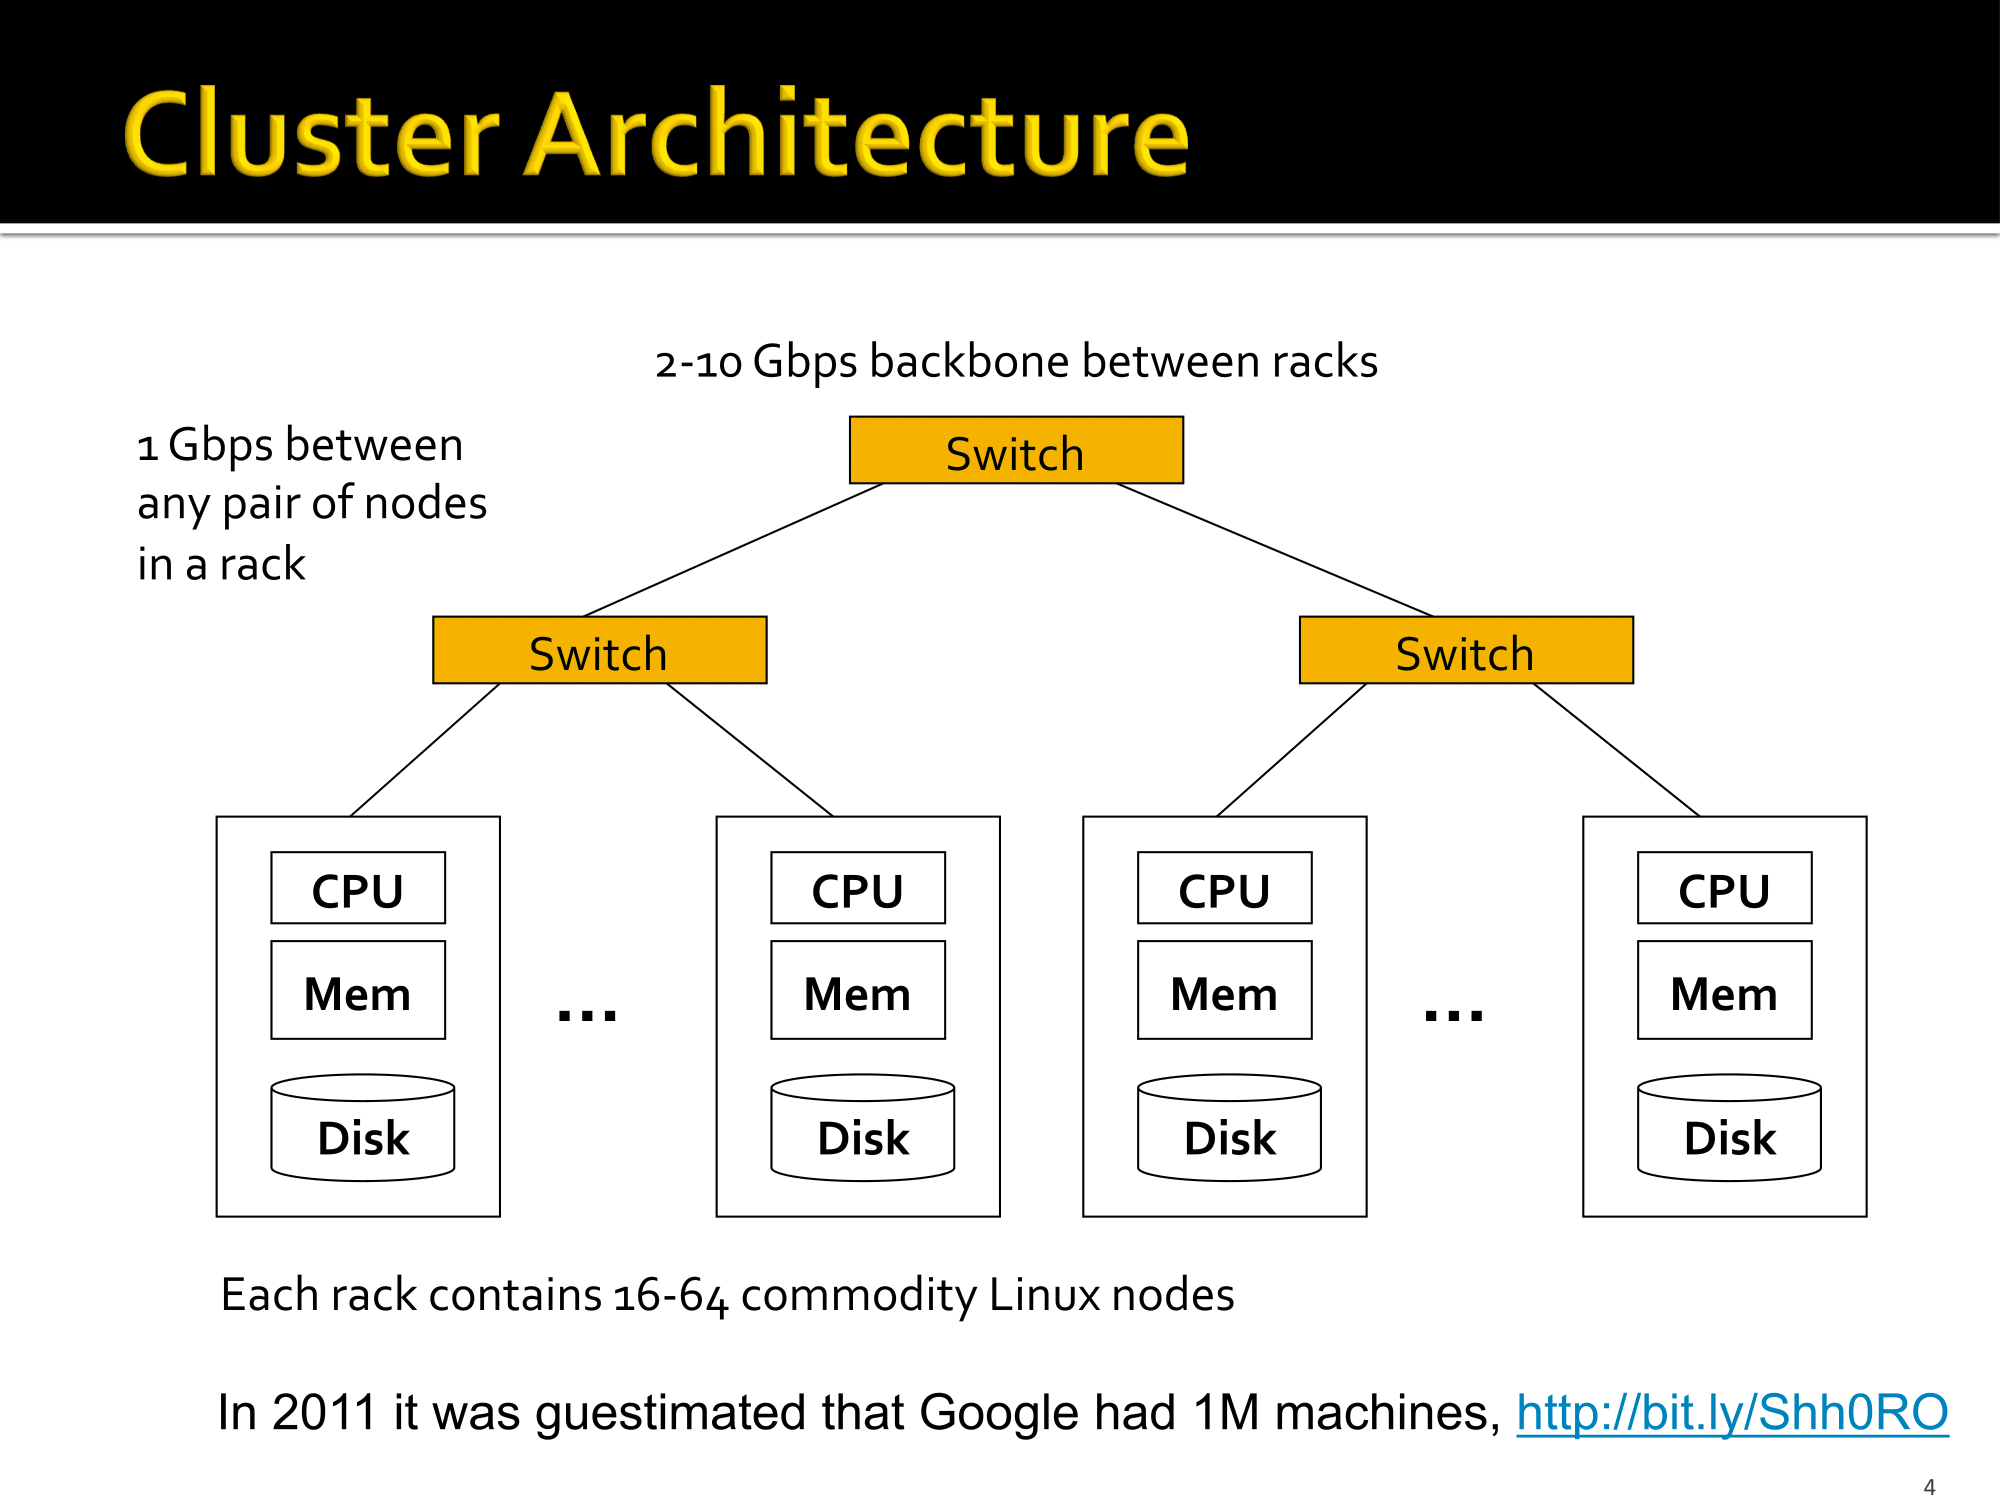 Cluster Architecture
2-10 Gbps backbone between racks
1 Gbps between
any pair of nodes
in a rack
Switch
Switch
Switch
CPU
Mem
Disk
…
CPU
Mem
Disk
CPU
Mem
Disk
…
CPU
Mem
Disk
Each rack contains 16-64 commodity Linux nodes
In 2011 it was guestimated that Google had 1M machines, http://bit.ly/Shh0RO
4